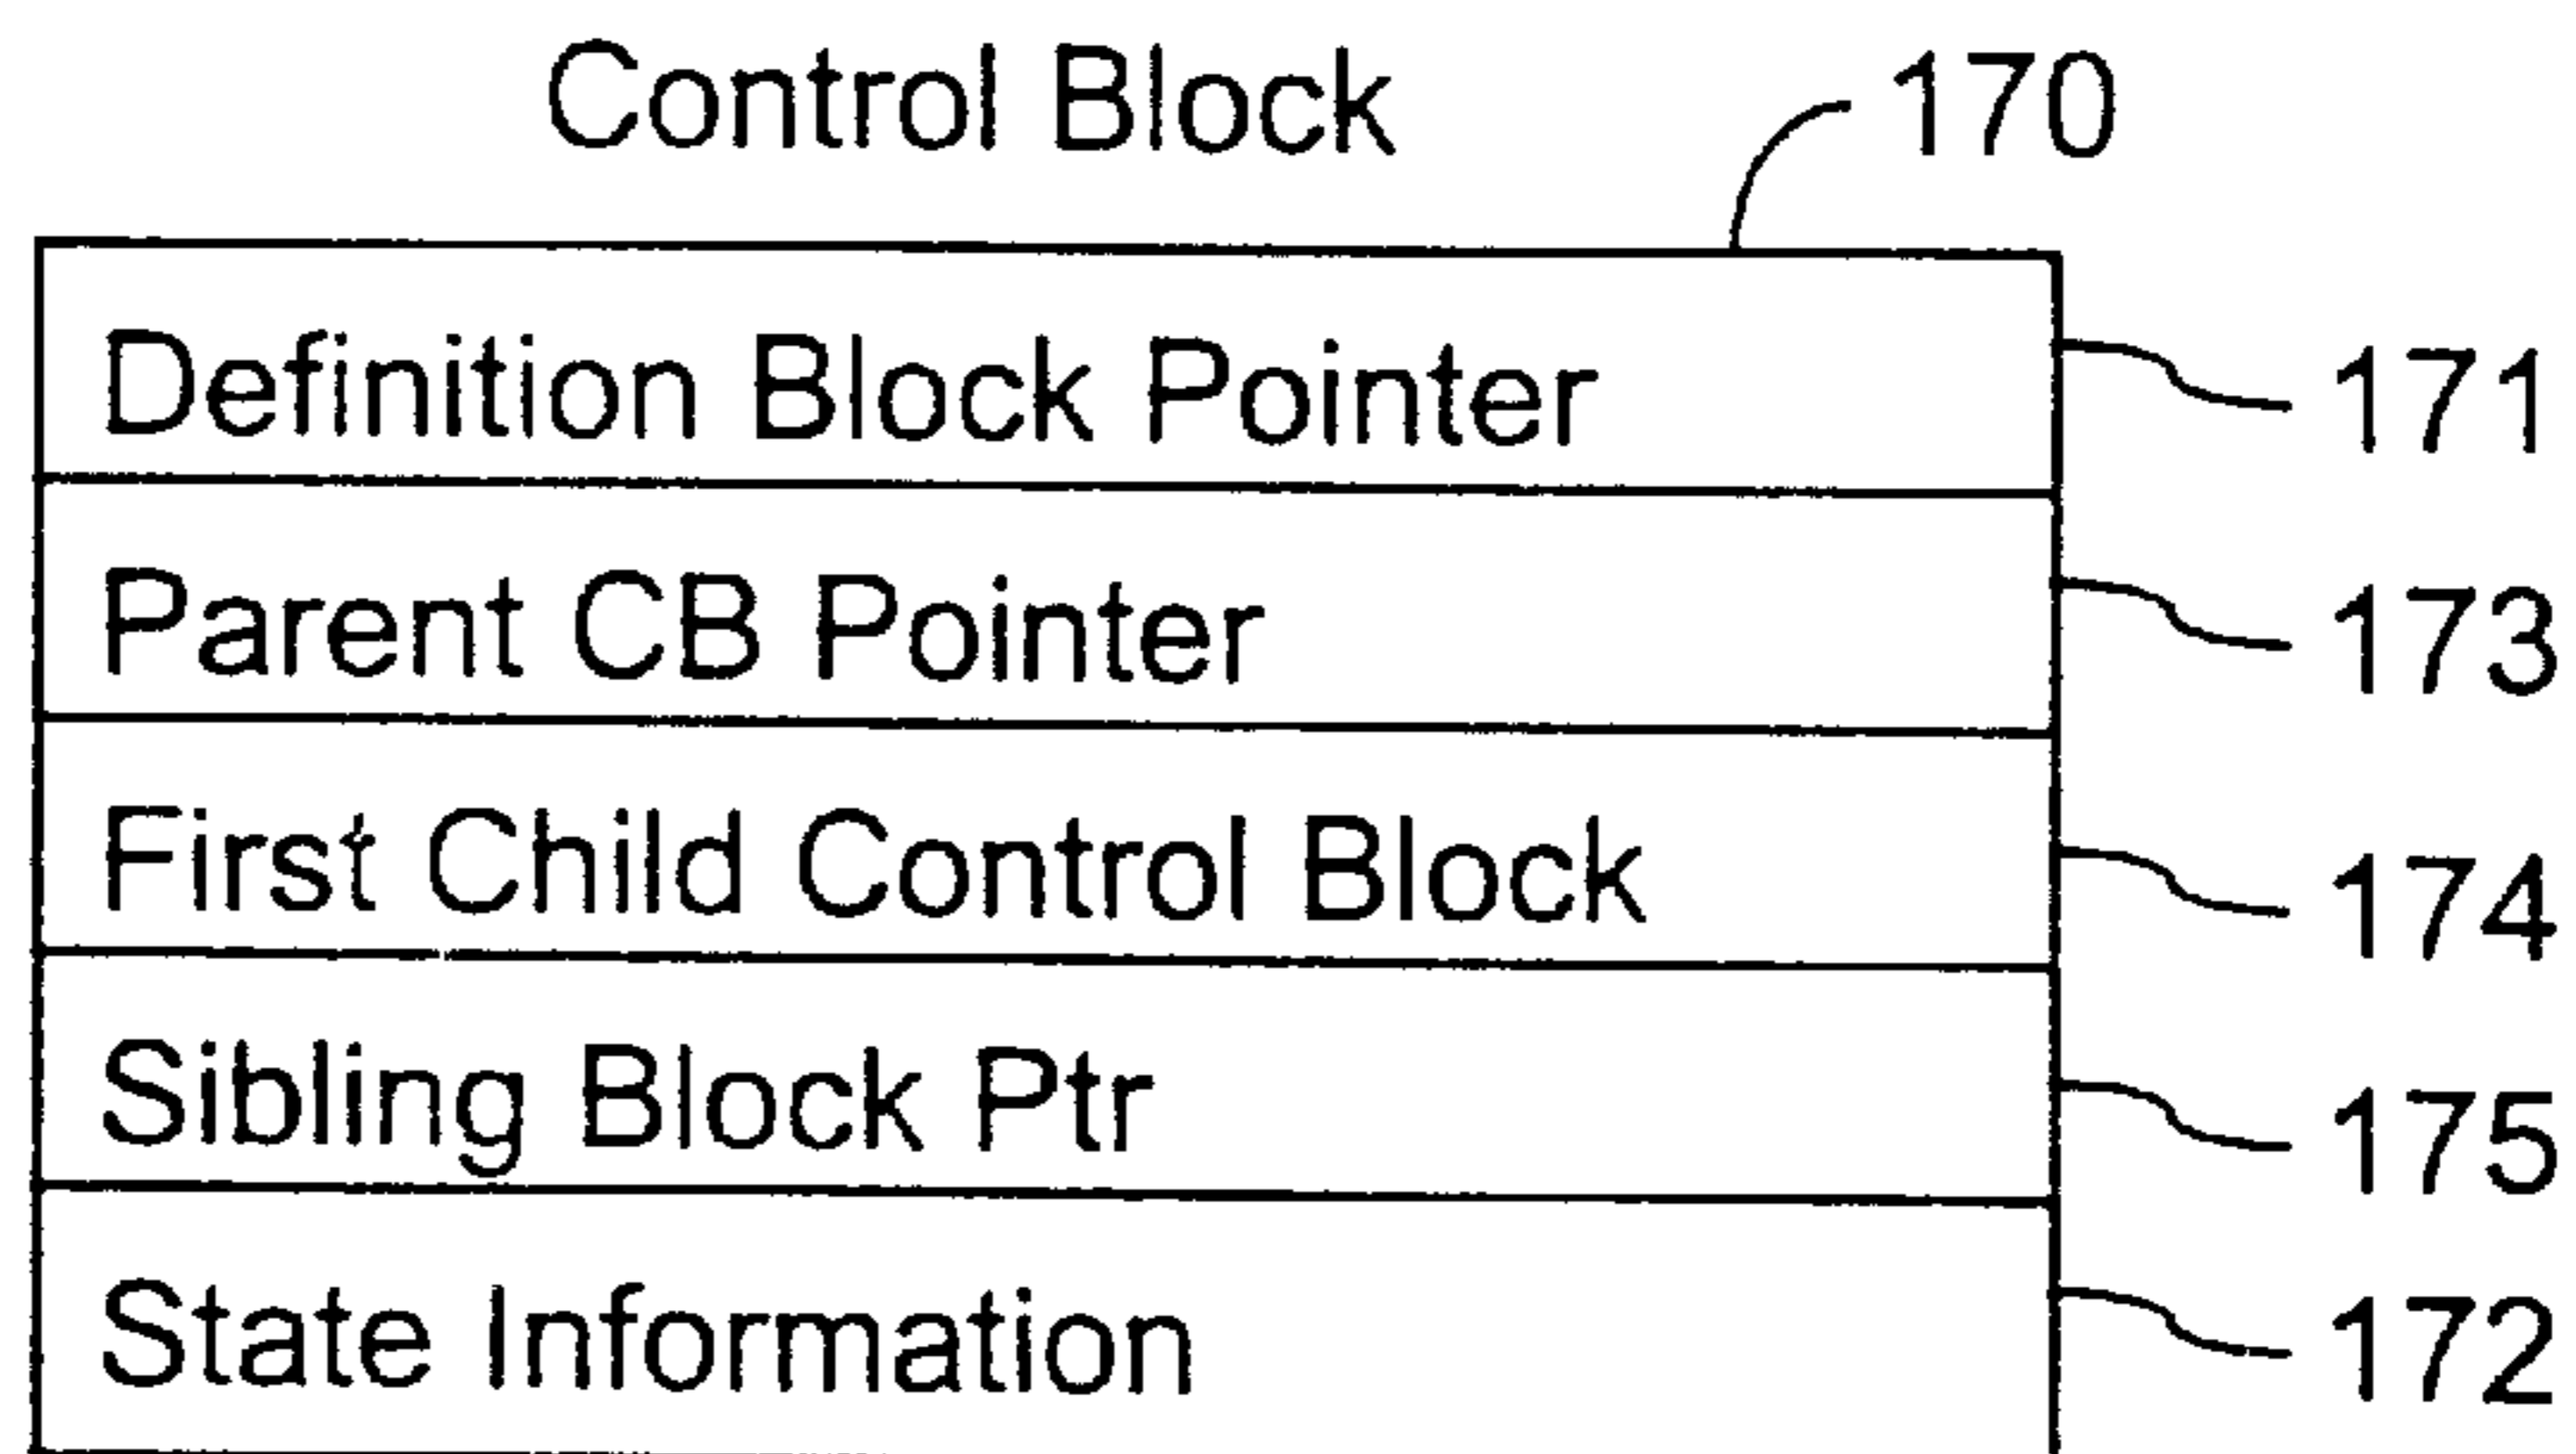 Control Block 170
Definition Block Pointer 171
Parent CB Pointer 173
First Child Control Block 174
Sibling Block Ptr 175
State Information 172